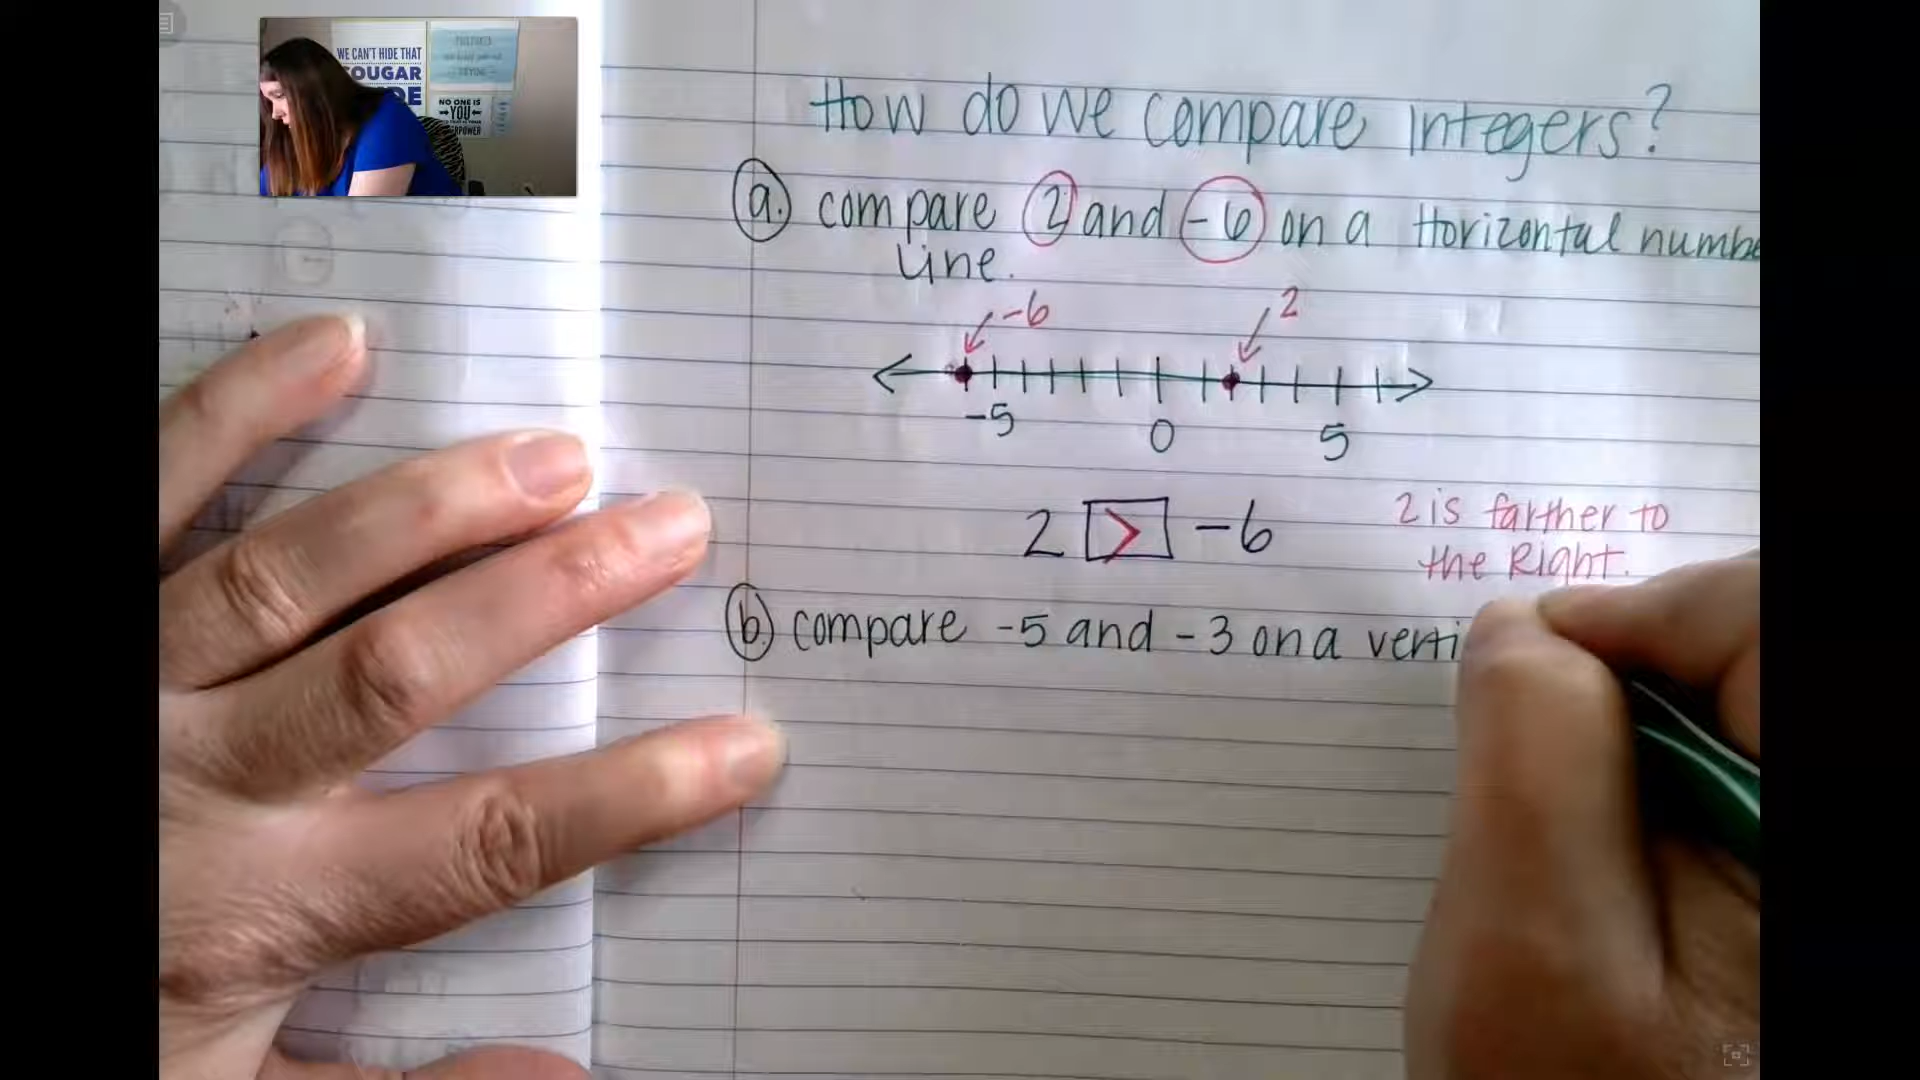 WE CAN'T HIDE THAT
COUGAR
NO ONE IS
YOU
How do we compare integers?
a. compare 2 and -6 on a Horizontal numbe
line.
-6 2
-5 0 5
2 > -6
2 is farther to
the Right.
b. compare -5 and -3 on a verti